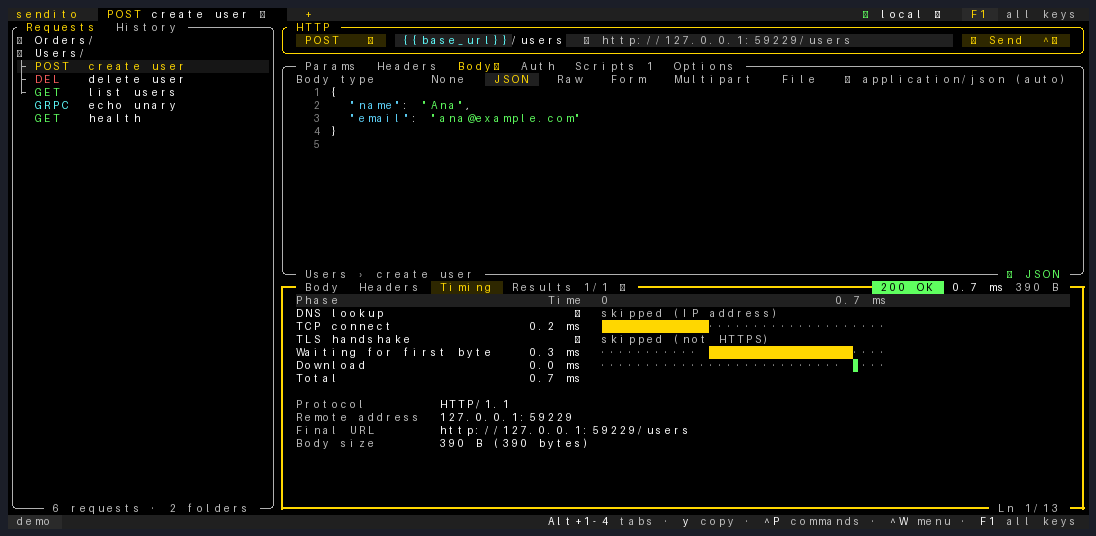 sendito POST create user + local F1 all keys
Requests History
Orders/
Users/
POST create user
DEL delete user
GET list users
GRPC echo unary
GET health
6 requests · 2 folders
HTTP
POST {{base_url}}/users http://127.0.0.1:59229/users Send ^
Params Headers Body Auth Scripts 1 Options
Body type None JSON Raw Form Multipart File application/json (auto)
1 {
2 "name": "Ana",
3 "email": "ana@example.com"
4 }
5
Users › create user JSON
Body Headers Timing Results 1/1 200 OK 0.7 ms 390 B
Phase Time 0 0.7 ms
DNS lookup skipped (IP address)
TCP connect 0.2 ms
TLS handshake skipped (not HTTPS)
Waiting for first byte 0.3 ms
Download 0.0 ms
Total 0.7 ms
Protocol HTTP/1.1
Remote address 127.0.0.1:59229
Final URL http://127.0.0.1:59229/users
Body size 390 B (390 bytes)
Ln 1/13
demo Alt+1-4 tabs · y copy · ^P commands · ^W menu · F1 all keys